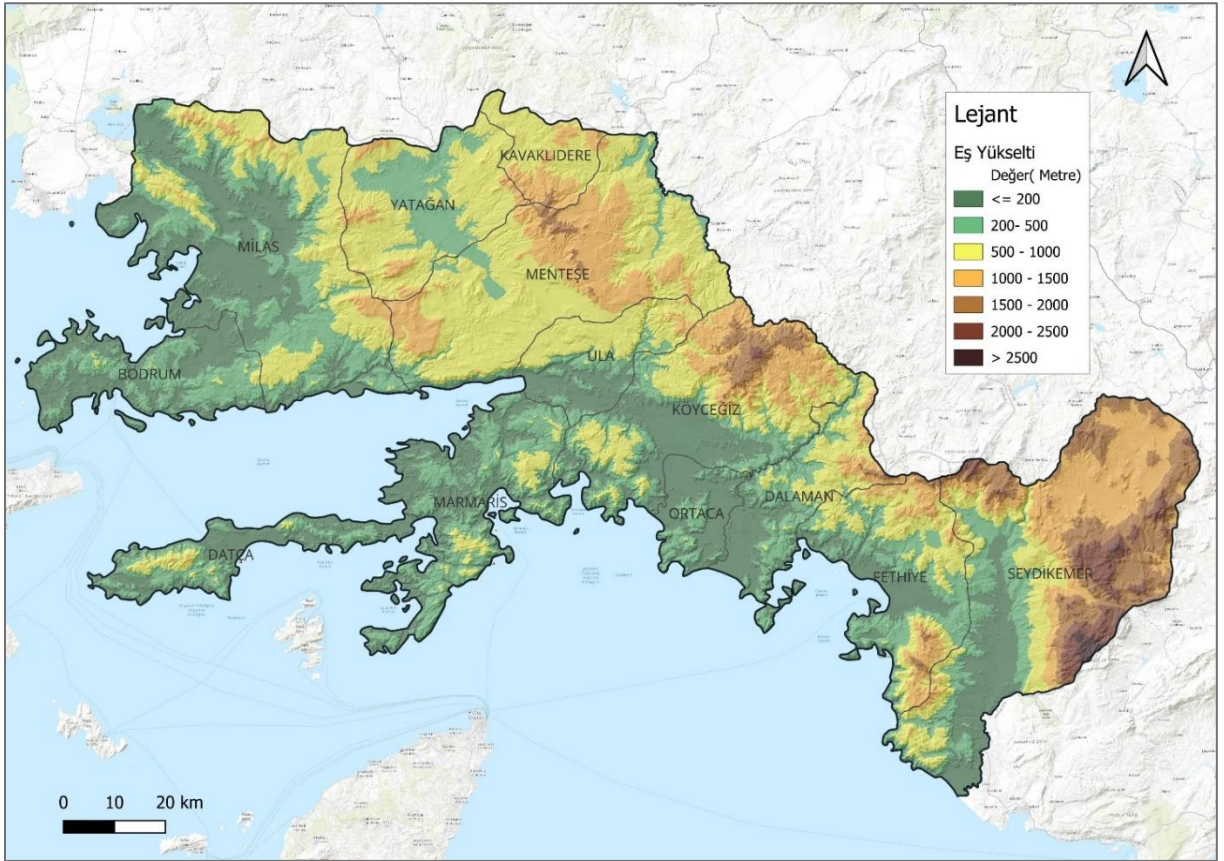 Lejant
Eş Yükselti
Değer( Metre)
<= 200
200- 500
500 - 1000
1000 - 1500
1500 - 2000
2000 - 2500
> 2500
KAVAKLIDERE
YATAĞAN
MİLAS
MENTEŞE
ULA
BODRUM
KÖYCEĞİZ
MARMARİS
DALAMAN
ORTACA
DATÇA
FETHİYE
SEYDİKEMER
0 10 20 km